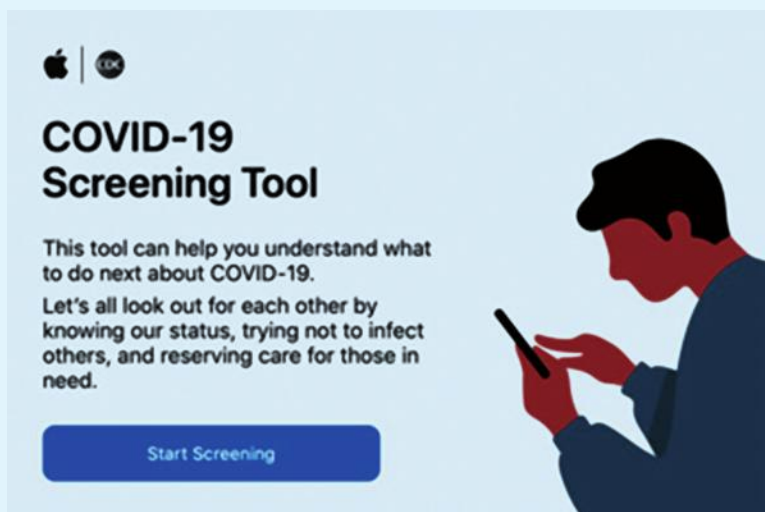 CDC
COVID-19
Screening Tool
This tool can help you understand what
to do next about COVID-19.
Let's all look out for each other by
knowing our status, trying not to infect
others, and reserving care for those in
need.
Start Screening